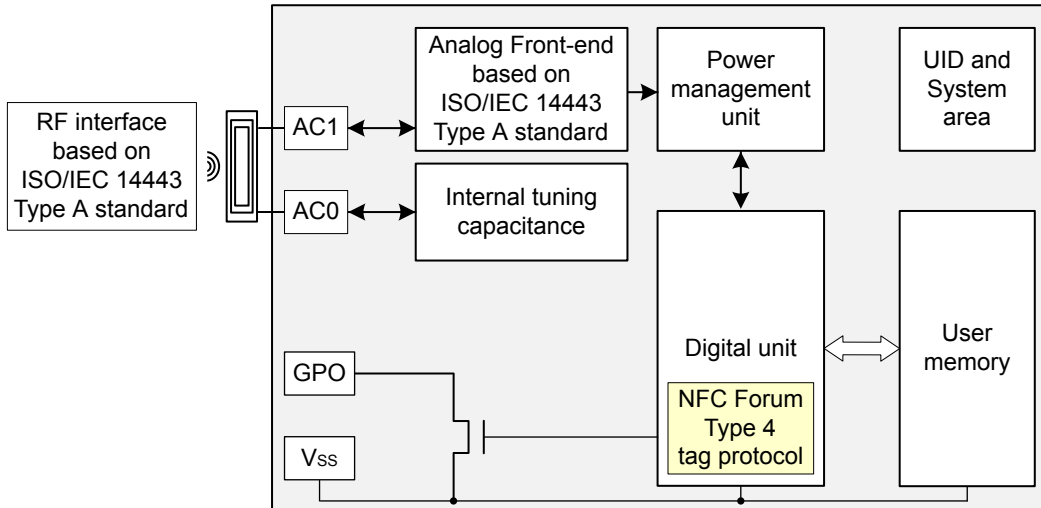 RF interface
based on
ISO/IEC 14443
Type A standard
AC1
AC0
Analog Front-end
based on
ISO/IEC 14443
Type A standard
Internal tuning
capacitance
Power
management
unit
UID and
System
area
Digital unit
NFC Forum
Type 4
tag protocol
User
memory
GPO
Vss